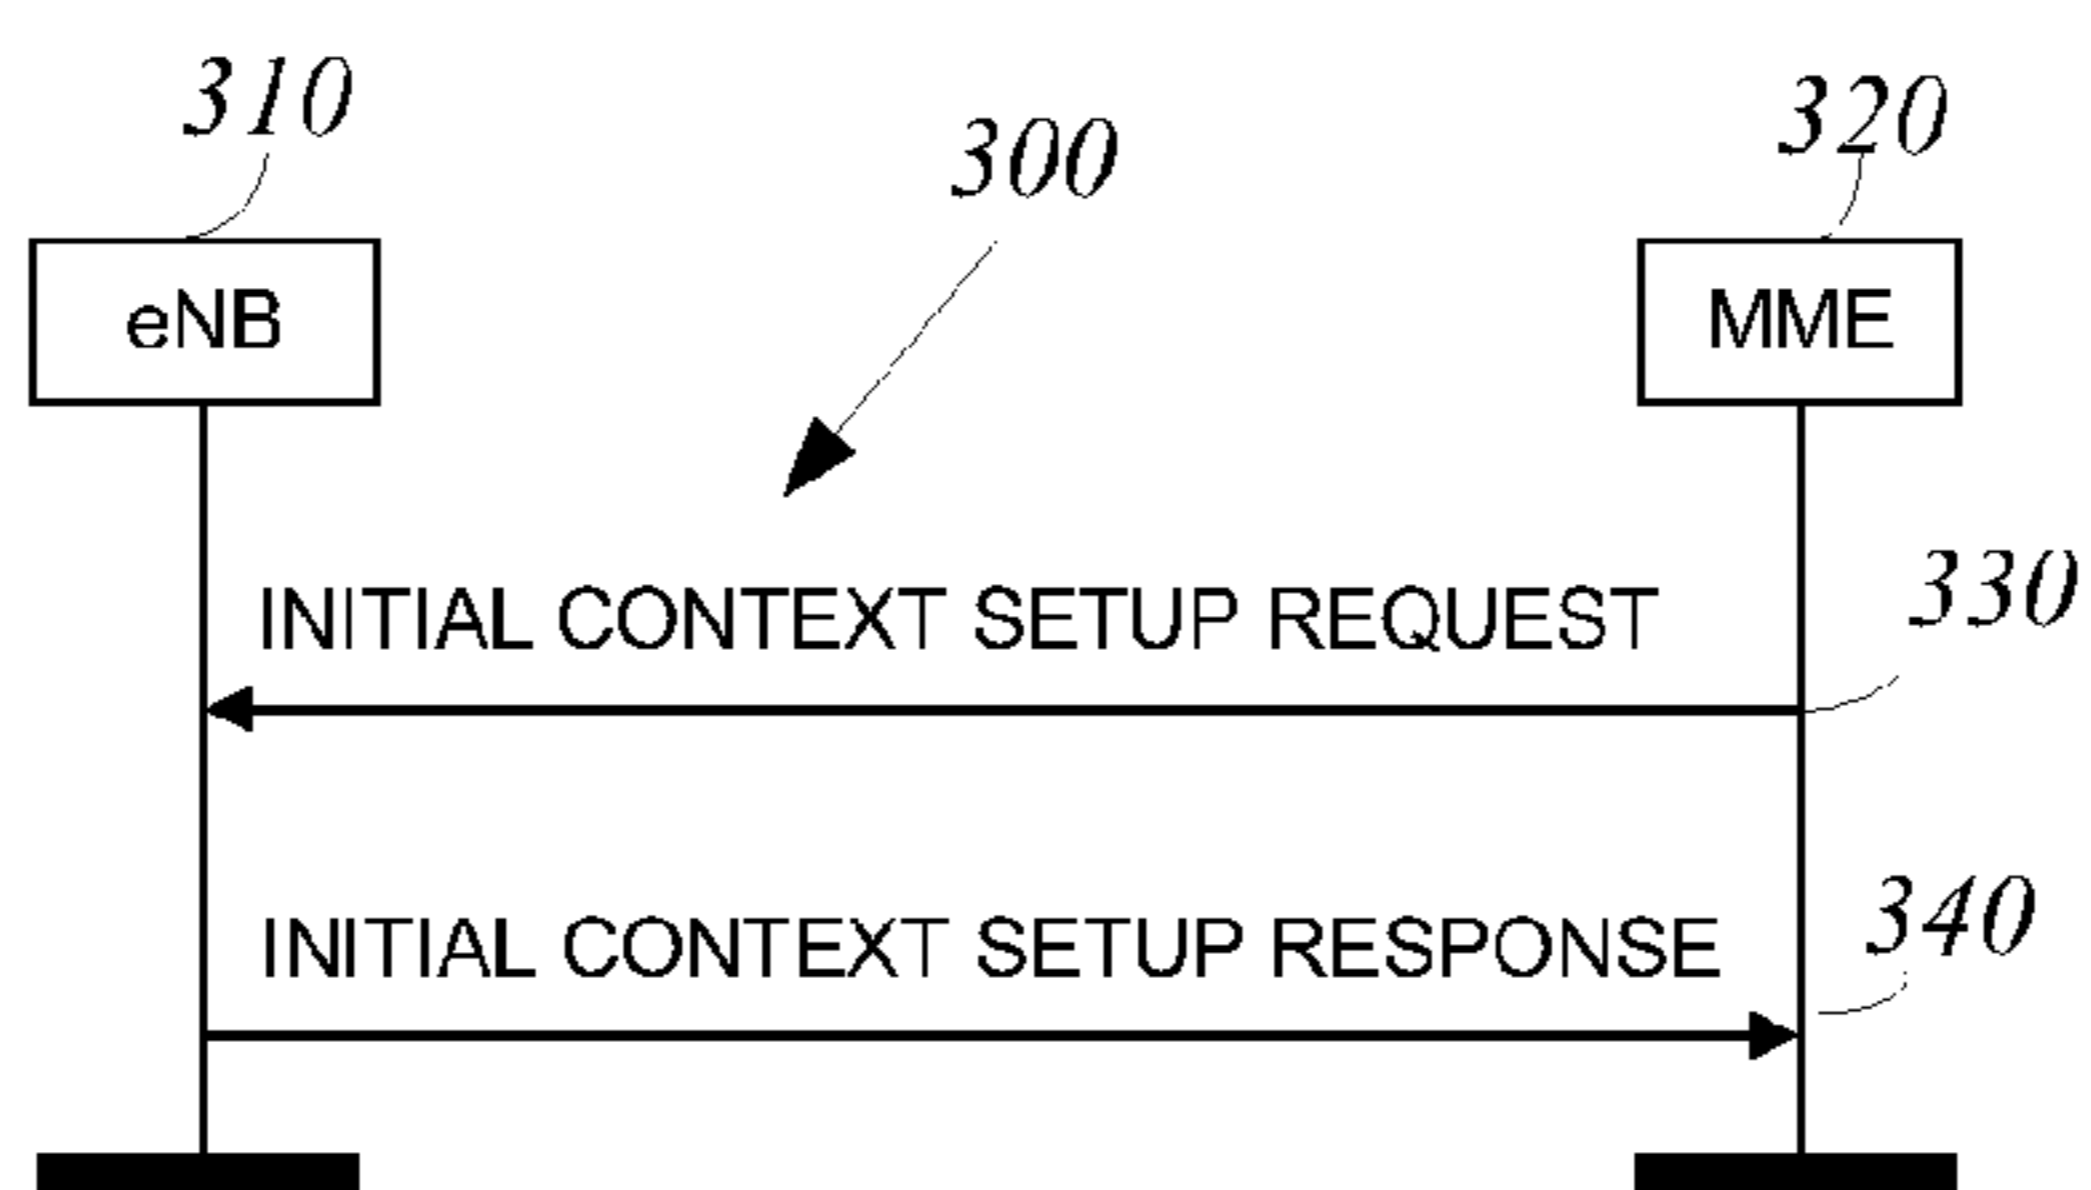 310
300
320
eNB
MME
330
INITIAL CONTEXT SETUP REQUEST
340
INITIAL CONTEXT SETUP RESPONSE